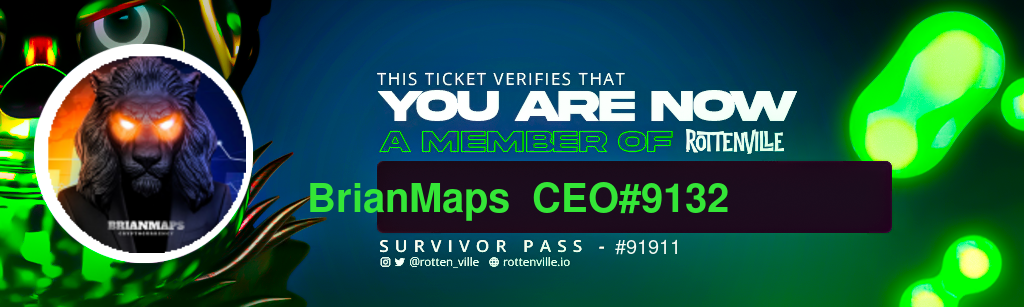 THIS TICKET VERIFIES THAT
YOU ARE NOW
A MEMBER OF ROTTENVILLE
BrianMaps CEO#9132
SURVIVOR PASS - #91911
@rotten_ville rottenville.io
BRIANMAPS